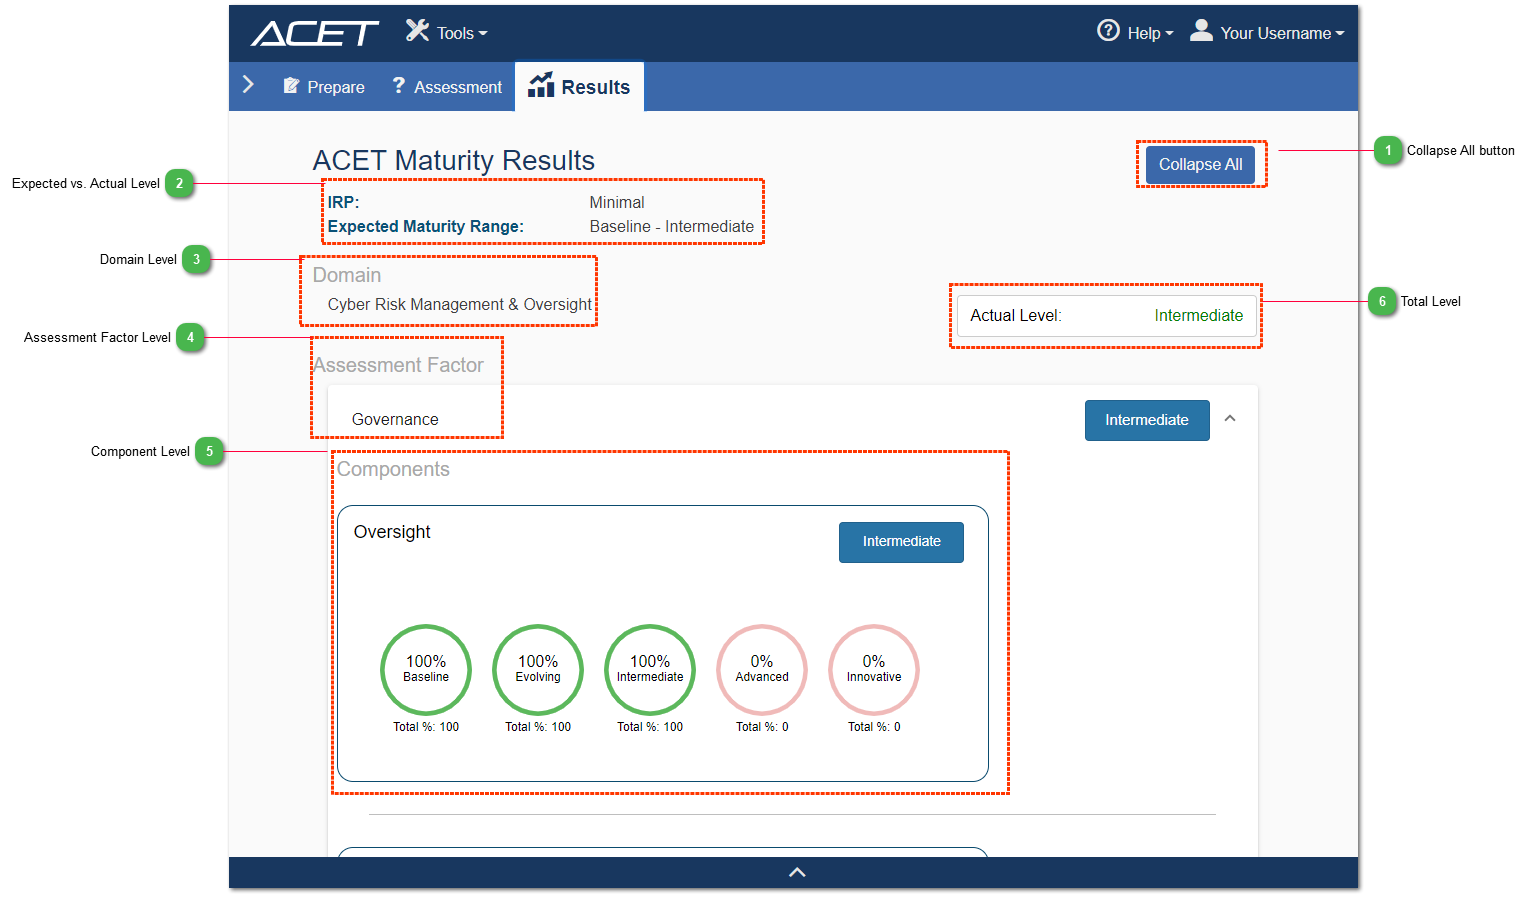 ACET Tools Help Your Username
Prepare ? Assessment Results
ACET Maturity Results
Collapse All
1 Collapse All button
Expected vs. Actual Level 2
IRP: Minimal
Expected Maturity Range: Baseline - Intermediate
Domain Level 3
Domain
Cyber Risk Management & Oversight
Actual Level: Intermediate
6 Total Level
Assessment Factor Level 4
Assessment Factor
Governance Intermediate
Component Level 5
Components
Oversight Intermediate
100% 100% 100% 0% 0%
Baseline Evolving Intermediate Advanced Innovative
Total %: 100 Total %: 100 Total %: 100 Total %: 0 Total %: 0